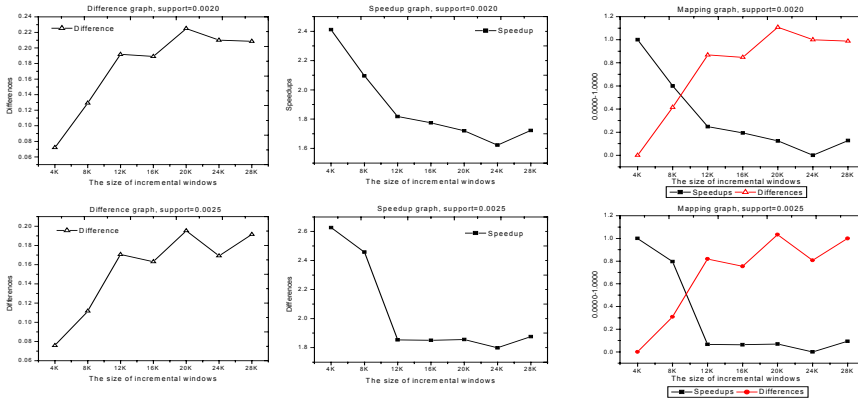 Difference graph, support=0.0020
Difference
0.24
0.22
0.20
0.18
0.16
0.14
0.12
0.10
0.08
0.06
Differences
4K 8K 12K 16K 20K 24K 28K
The size of incremental windows
Speedup graph, support=0.0020
Speedup
2.4
2.2
2.0
1.8
1.6
Speedups
4K 8K 12K 16K 20K 24K 28K
The size of incremental windows
Mapping graph, support=0.0020
1.2
1.0
0.8
0.6
0.4
0.2
0.0
0.0000-1.0000
4K 8K 12K 16K 20K 24K 28K
The size of incremental windows
Speedups Differences
Difference graph, support=0.0025
Difference
0.20
0.18
0.16
0.14
0.12
0.10
0.08
0.06
Differences
4K 8K 12K 16K 20K 24K 28K
The size of incremental windows
Speedup graph, support=0.0025
Speedup
2.6
2.4
2.2
2.0
1.8
Differences
4K 8K 12K 16K 20K 24K 28K
The size of incremental windows
Mapping graph, support=0.0025
1.2
1.0
0.8
0.6
0.4
0.2
0.0
0.0000-1.0000
4K 8K 12K 16K 20K 24K 28K
The size of incremental windows
Speedups Differences